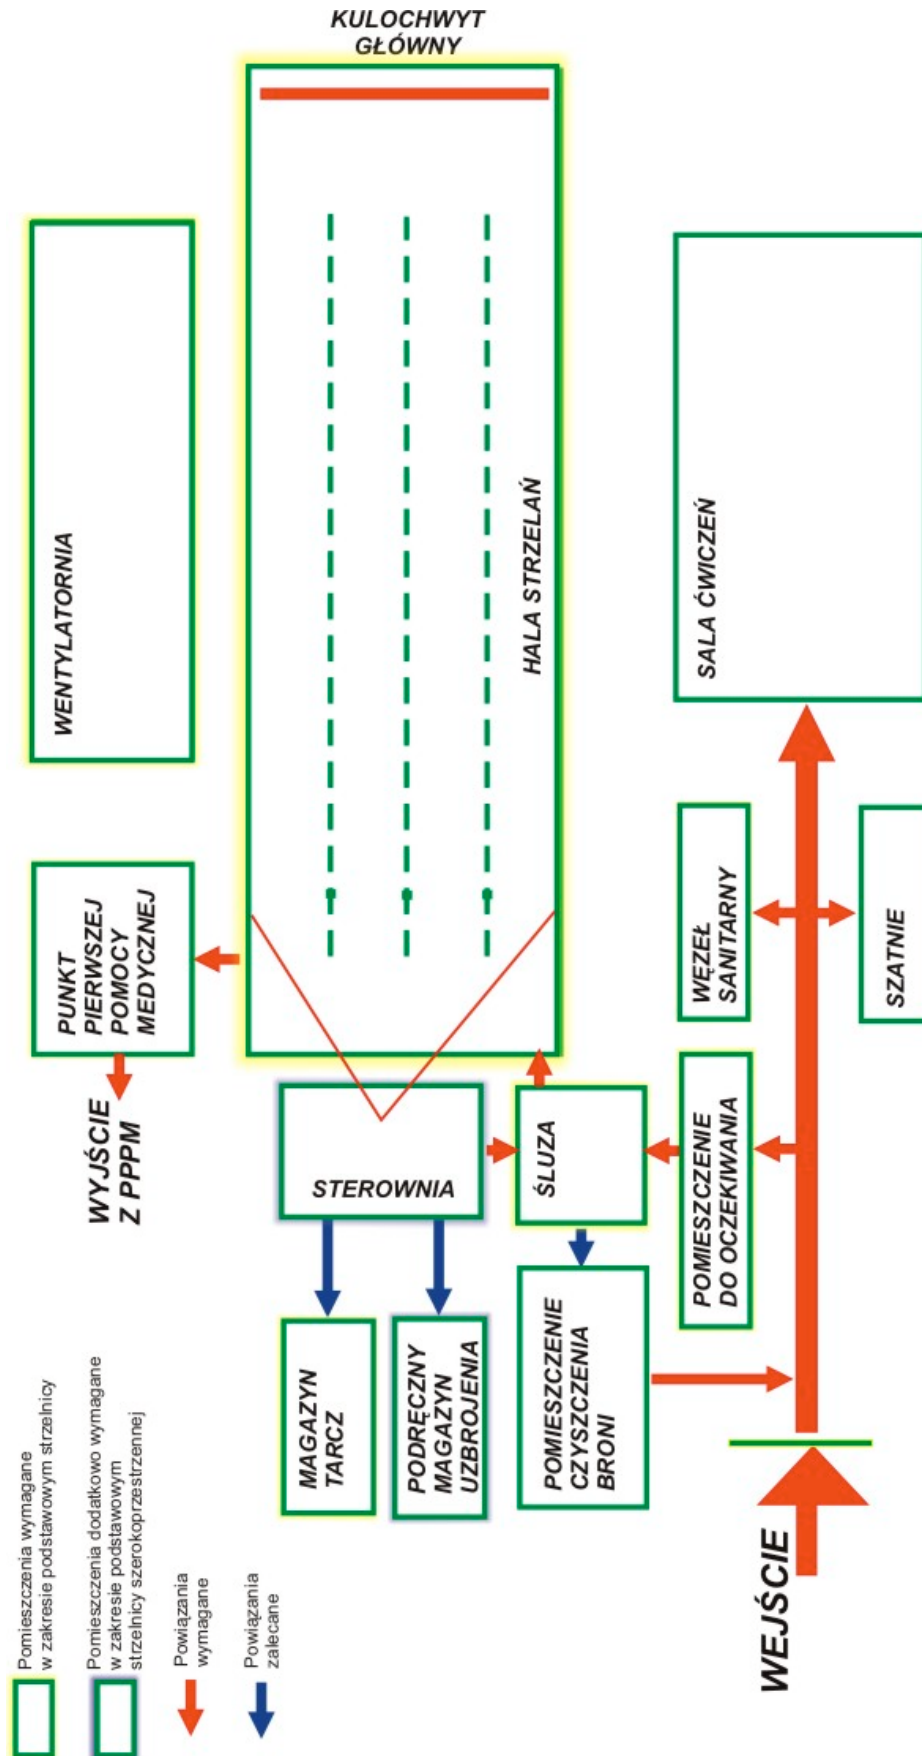 KULOCHWYT
GŁÓWNY
WENTYLATORNIA
HALA STRZELAŃ
SALA ĆWICZEŃ
PUNKT
PIERWSZEJ
POMOCY
MEDYCZNEJ
WĘZEŁ
SANITARNY
SZATNIE
WYJŚCIE
Z PPPM
STEROWNIA
ŚLUZA
POMIESZCZENIE
DO OCZEKIWANIA
MAGAZYN
TARCZ
PODRĘCZNY
MAGAZYN
UZBROJENIA
POMIESZCZENIE
CZYSZCZENIA
BRONI
WEJŚCIE
Pomieszczenia wymagane
w zakresie podstawowym strzelnicy
Pomieszczenia dodatkowo wymagane
w zakresie podstawowym
strzelnicy szerokoprzestrzennej
Powiązania
wymagane
Powiązania
zalecane